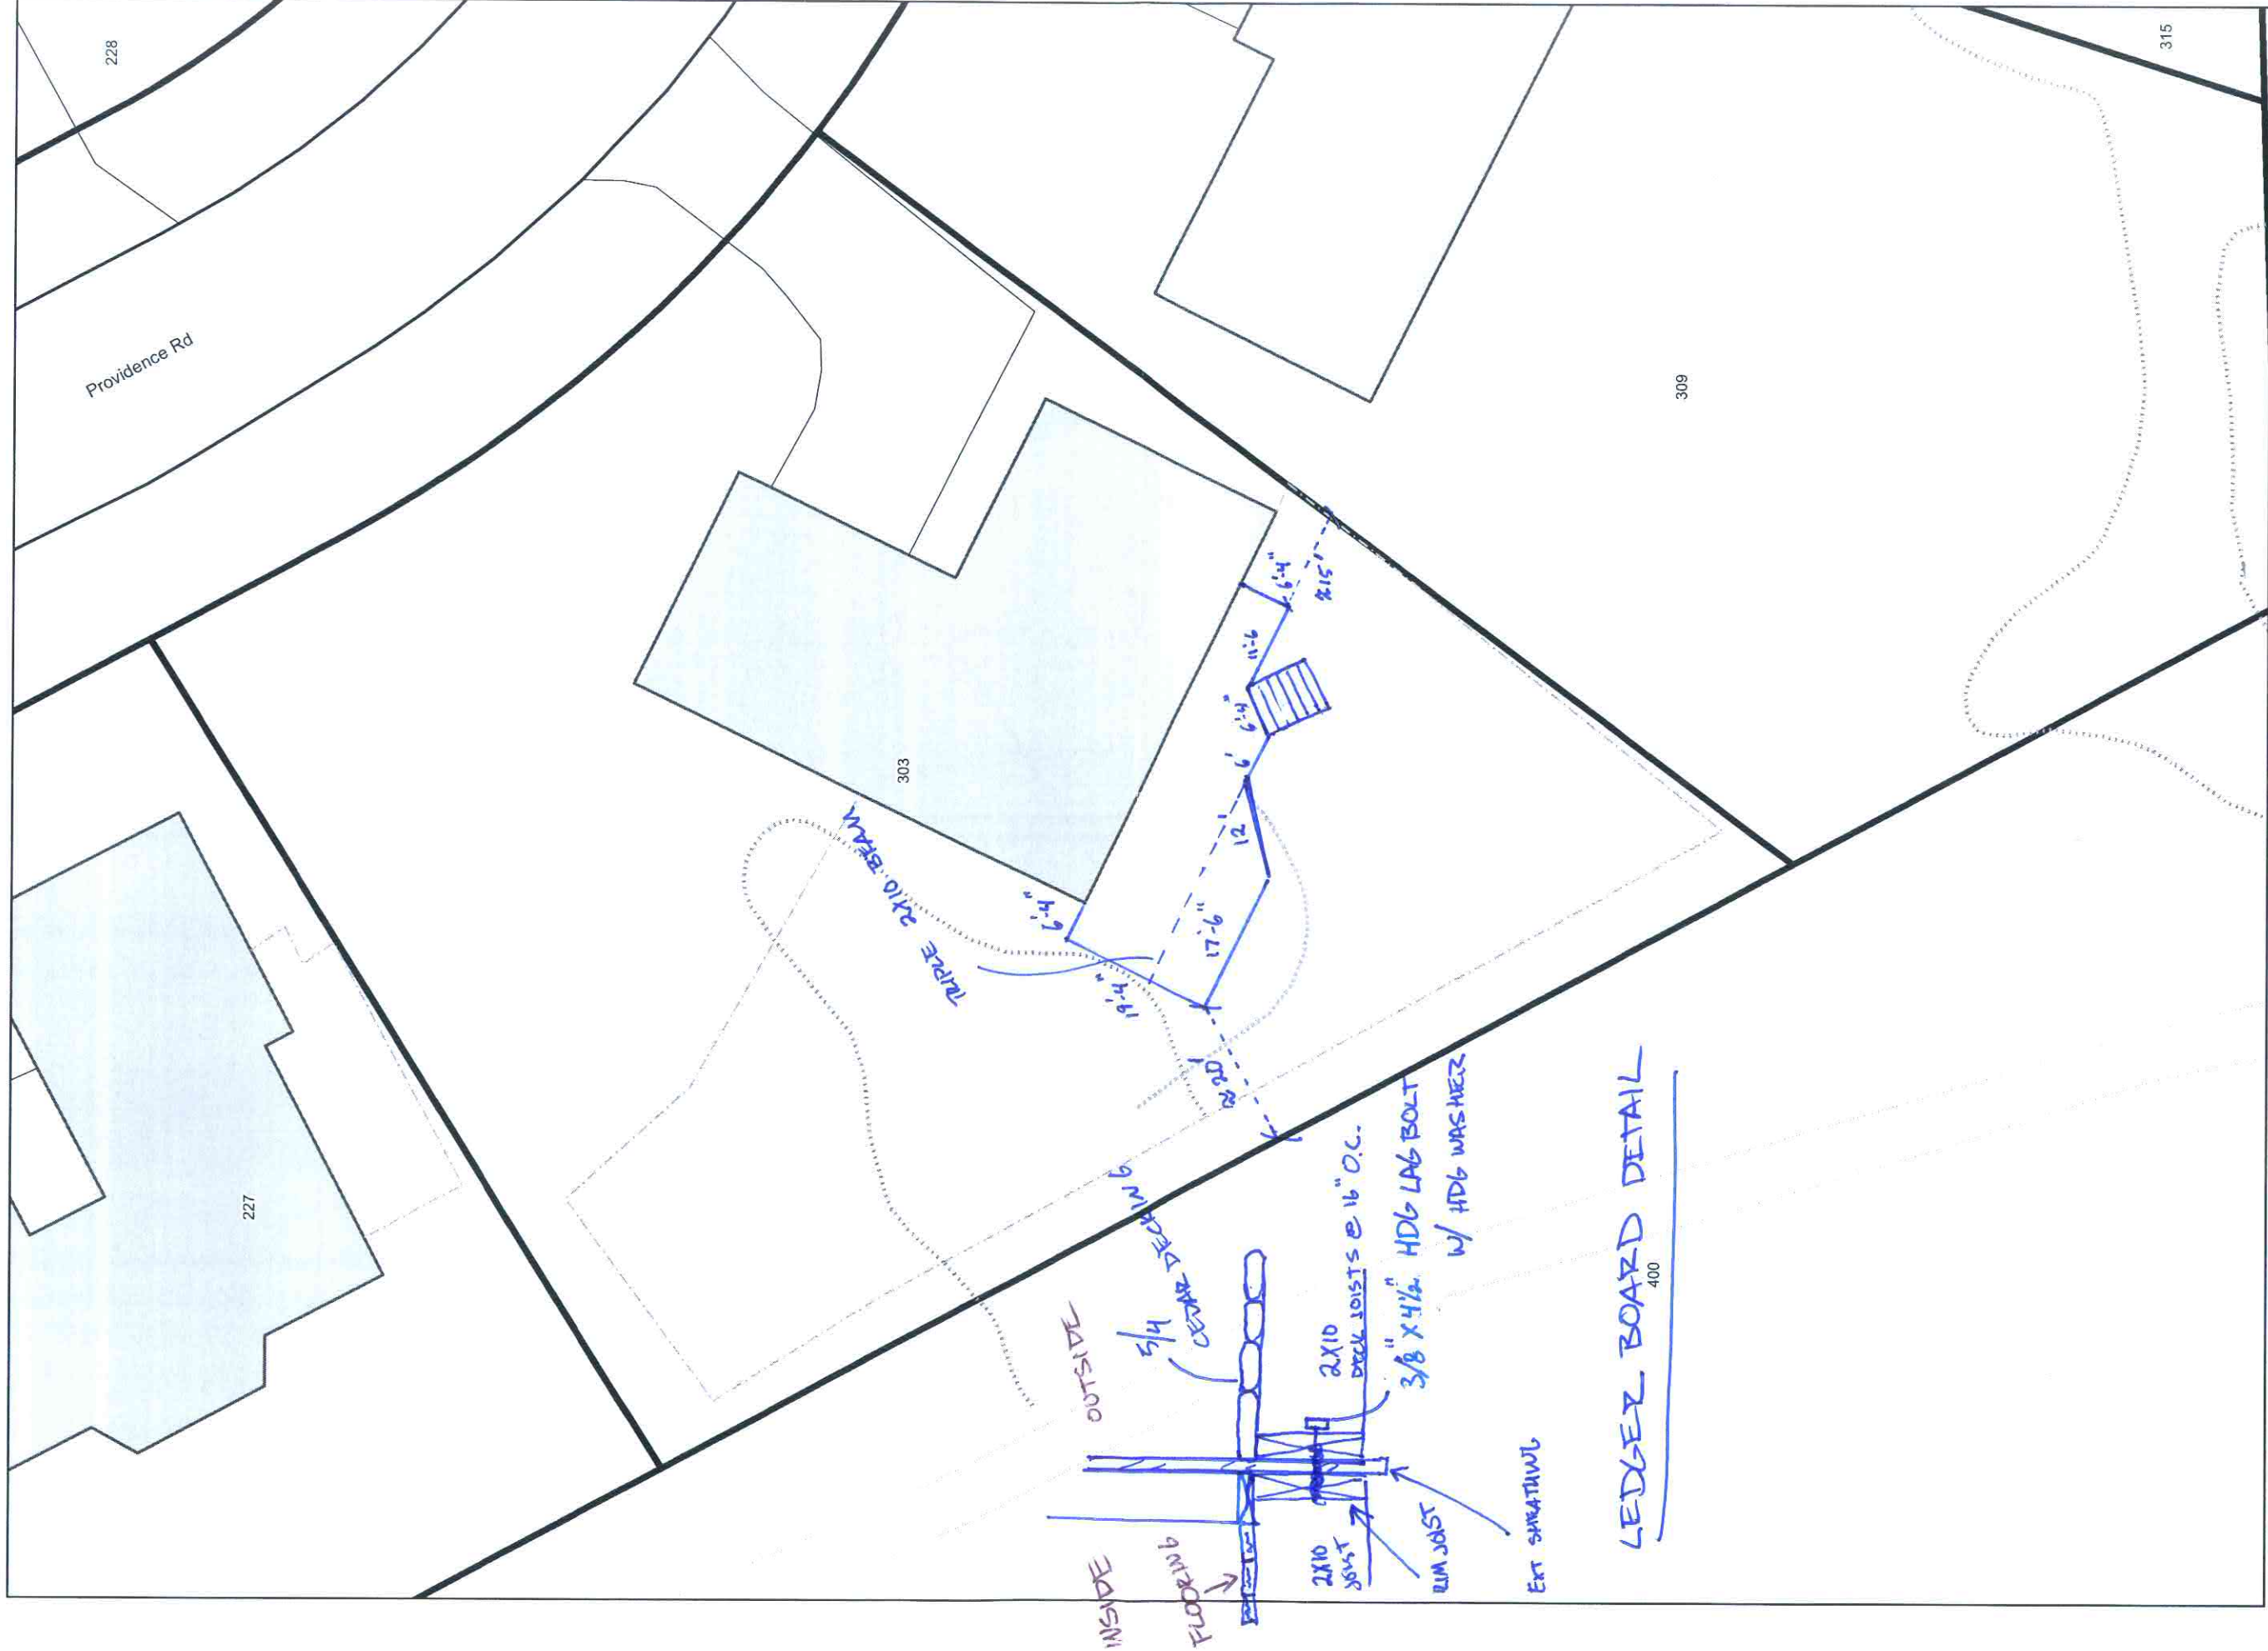 228
315
Providence Rd
309
303
227
400
TRIPLE 2X10 BEAM
6'-4"
19'-4"
17'-6"
12'
6'
6'-4"
11'-6
6'-4"
≈15'
≈20'
INSIDE
OUTSIDE
FLOORING
5/4
CEDAR DECKING
2X10
JOIST
2X10
DECK JOISTS @ 16" O.C.
3/8" X 4½" HDG LAG BOLT
W/ HDG WASHER
RIM JOIST
EXT SHEATHING
LEDGER BOARD DETAIL